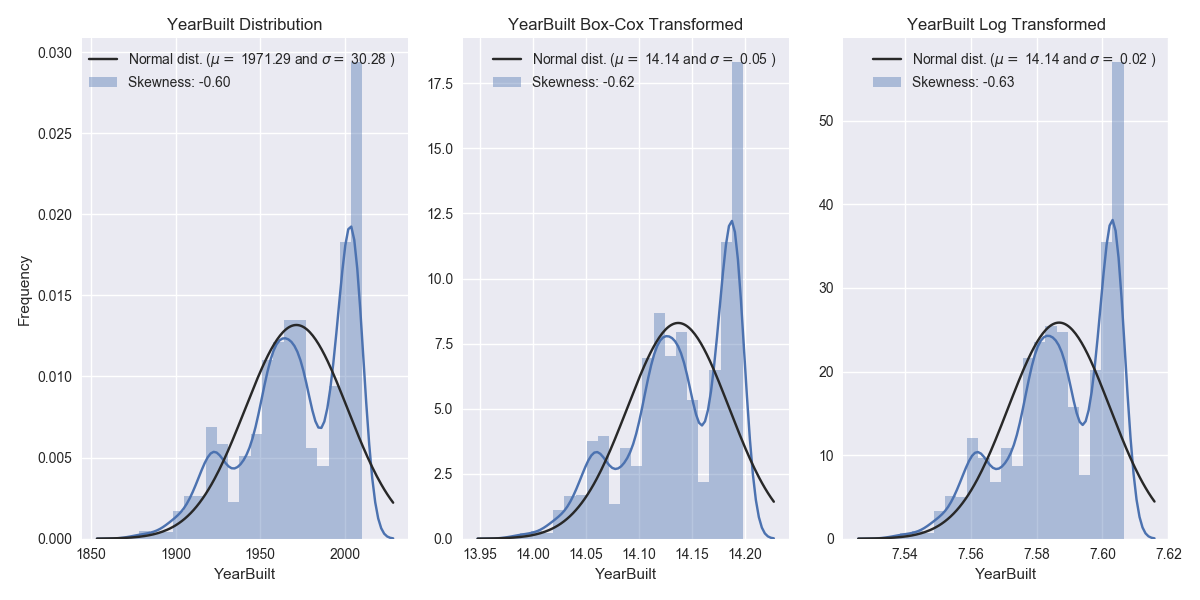 YearBuilt Distribution
Normal dist. (μ = 1971.29 and σ = 30.28 )
Skewness: -0.60
0.030
0.025
0.020
0.015
0.010
0.005
0.000
Frequency
1850 1900 1950 2000
YearBuilt
YearBuilt Box-Cox Transformed
Normal dist. (μ = 14.14 and σ = 0.05 )
Skewness: -0.62
17.5
15.0
12.5
10.0
7.5
5.0
2.5
0.0
13.95 14.00 14.05 14.10 14.15 14.20
YearBuilt
YearBuilt Log Transformed
Normal dist. (μ = 14.14 and σ = 0.02 )
Skewness: -0.63
50
40
30
20
10
0
7.54 7.56 7.58 7.60 7.62
YearBuilt